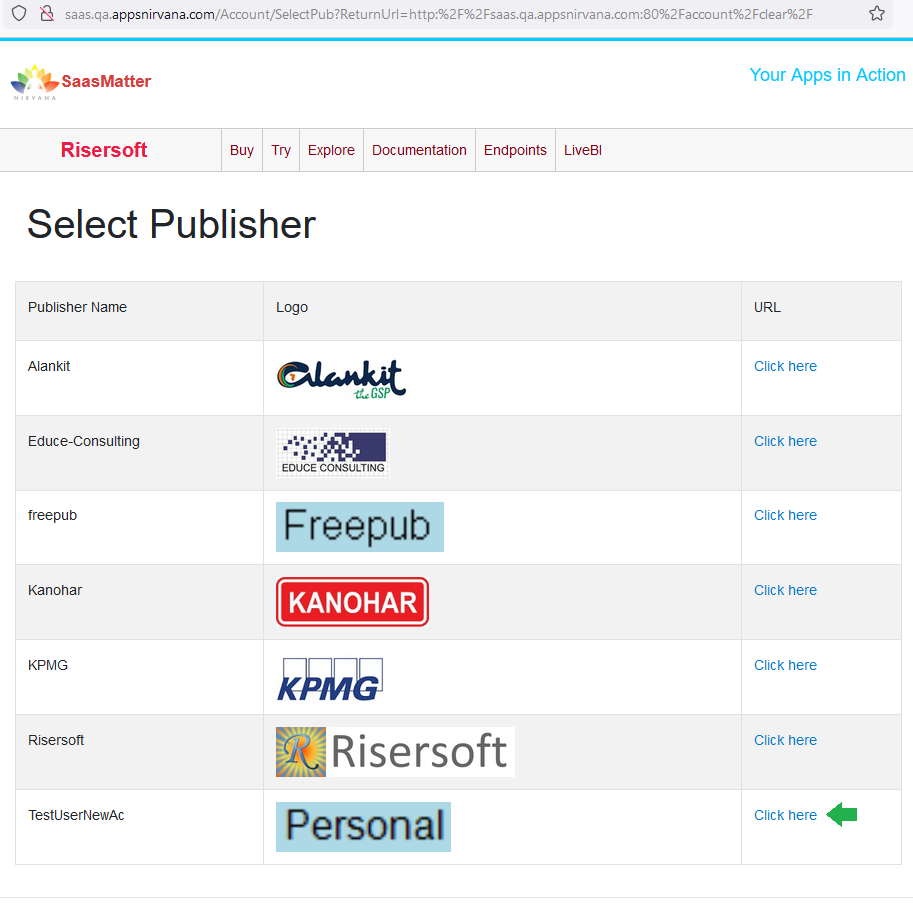 saas.qa.appsnirvana.com/Account/SelectPub?ReturnUrl=http:%2F%2Fsaas.qa.appsnirvana.com:80%2Faccount%2Fclear%2F
NIRVANA
SaasMatter
Your Apps in Action
Risersoft
Buy
Try
Explore
Documentation
Endpoints
LiveBI
Select Publisher
Publisher Name Logo URL
Alankit Alankit the GSP Click here
Educe-Consulting EDUCE CONSULTING Click here
freepub Freepub Click here
Kanohar KANOHAR Click here
KPMG KPMG Click here
Risersoft R Risersoft Click here
TestUserNewAc Personal Click here